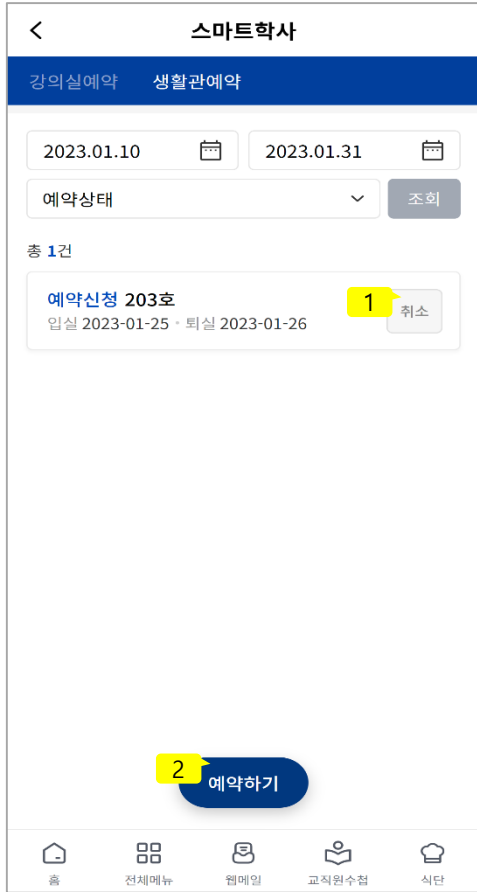 스마트학사
강의실예약 생활관예약
2023.01.10 2023.01.31
예약상태 조회
총 1건
예약신청 203호 1
입실 2023-01-25 • 퇴실 2023-01-26 취소
2
예약하기
홈 전체메뉴 웹메일 교직원수첩 식단